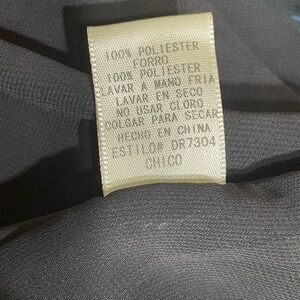 100% POLIESTER
FORRO
100% POLIESTER
LAVAR A MANO FRIA
LAVAR EN SECO
NO USAR CLORO
COLGAR PARA SECAR
HECHO EN CHINA
ESTILO# DR7304
CHICO